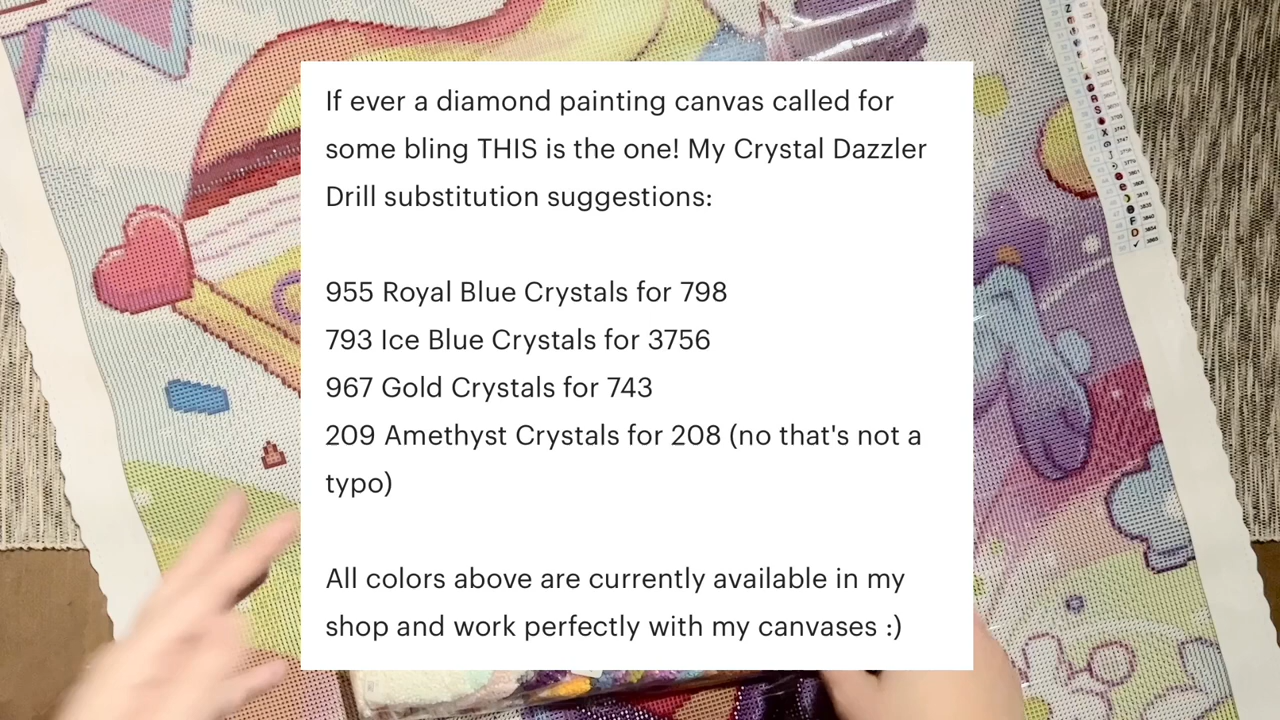 If ever a diamond painting canvas called for
some bling THIS is the one! My Crystal Dazzler
Drill substitution suggestions:
955 Royal Blue Crystals for 798
793 Ice Blue Crystals for 3756
967 Gold Crystals for 743
209 Amethyst Crystals for 208 (no that's not a
typo)
All colors above are currently available in my
shop and work perfectly with my canvases :)